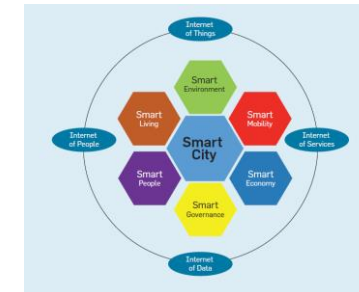 Internet
of Things
Smart
Environment
Smart
Living
Smart
Mobility
Internet
of People
Smart
City
Internet
of Services
Smart
People
Smart
Economy
Smart
Governance
Internet
of Data